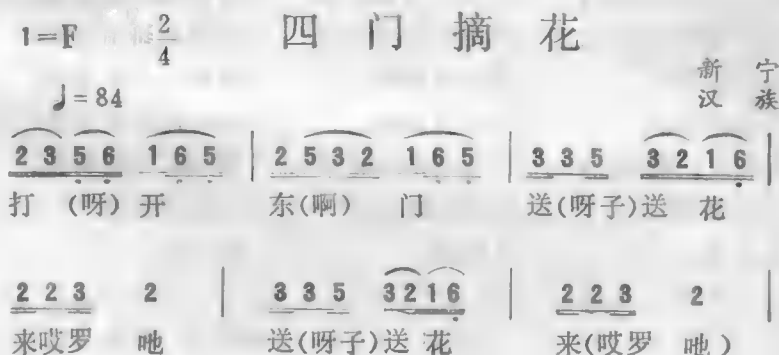 四门摘花
1=F 2/4
新宁
汉族
♩=84
2 3 5 6 1 6 5 | 2 5 3 2 1 6 5 | 3 3 5 3 2 1 6 |
打 (呀) 开 东(啊) 门 送(呀子)送 花
2 2 3 2 | 3 3 5 3 2 1 6 | 2 2 3 2 |
来哎罗 吔 送(呀子)送 花 来(哎罗 吔)